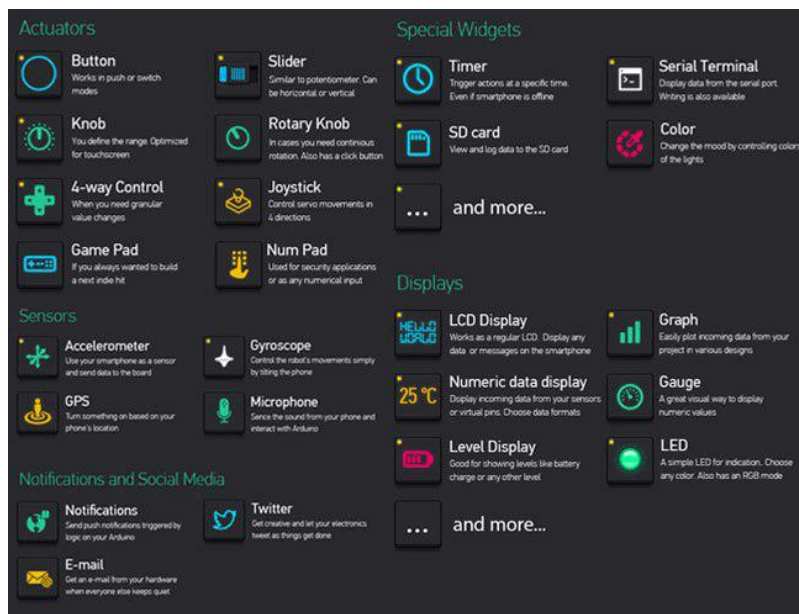 Actuators
Button
Works in push or switch
modes
Slider
Similar to potentiometer. Can
be horizontal or vertical
Knob
You define the range. Optimized
for touchscreen
Rotary Knob
In cases you need continious
rotation. Also has a click button
4-way Control
When you need granular
value changes
Joystick
Control servo movements in
4 directions
Game Pad
If you always wanted to build
a next indie hit
Num Pad
Used for security applications
or as any numerical input
Sensors
Accelerometer
Use your smartphone as a sensor
and send data to the board
Gyroscope
Control the robot's movements simply
by tilting the phone
GPS
Turn something on based on your
phone's location
Microphone
Sence the sound from your phone and
interact with Arduino
Notifications and Social Media
Notifications
Send push notifications triggered by
logic on your Arduino
Twitter
Get creative and let your electronics
tweet as things get done
E-mail
Get an e-mail from your hardware
when everyone else keeps quiet
Special Widgets
Timer
Trigger actions at a specific time.
Even if smartphone is offline
Serial Terminal
Display data from the serial port.
Writing is also available
SD card
View and log data to the SD card
Color
Change the mood by controlling colors
of the lights
... and more...
Displays
HELLO
WORLD
LCD Display
Works as a regular LCD. Display any
data or messages on the smartphone
Graph
Easily plot incoming data from your
project in various designs
25 °C
Numeric data display
Display incoming data from your sensors
or virtual pins. Choose data formats
Gauge
A great visual way to display
numeric values
Level Display
Good for showing levels like battery
charge or any other level
LED
A simple LED for indication. Choose
any color. Also has an RGB mode
... and more...